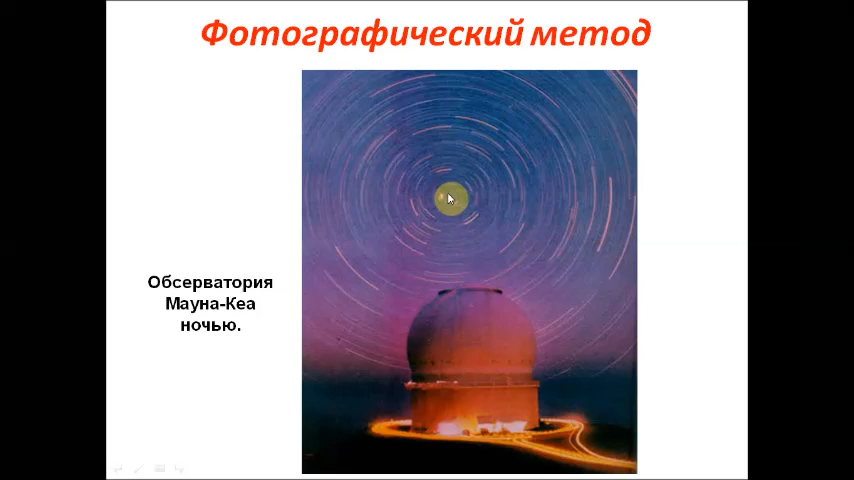 Фотографический метод
Обсерватория
Мауна-Кеа
ночью.